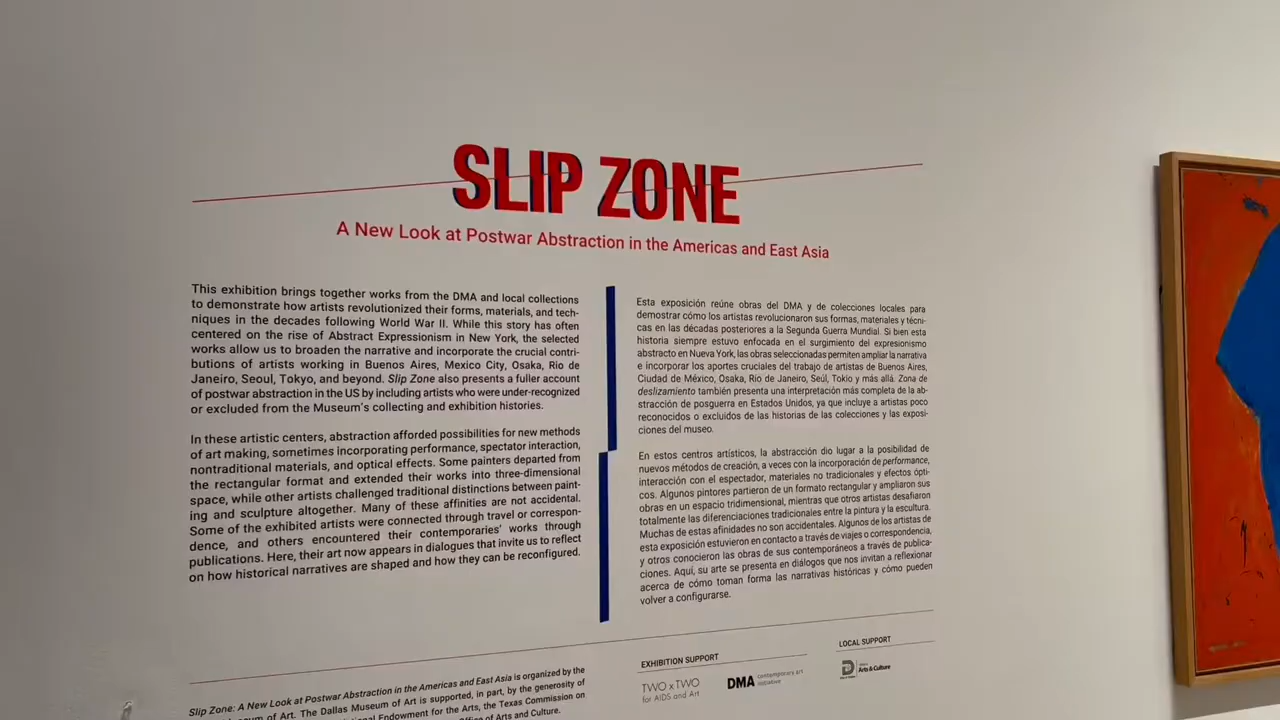 SLIP ZONE
A New Look at Postwar Abstraction in the Americas and East Asia
This exhibition brings together works from the DMA and local collections
to demonstrate how artists revolutionized their forms, materials, and tech-
niques in the decades following World War II. While this story has often
centered on the rise of Abstract Expressionism in New York, the selected
works allow us to broaden the narrative and incorporate the crucial contri-
butions of artists working in Buenos Aires, Mexico City, Osaka, Rio de
Janeiro, Seoul, Tokyo, and beyond. Slip Zone also presents a fuller account
of postwar abstraction in the US by including artists who were under-recognized
or excluded from the Museum's collecting and exhibition histories.
In these artistic centers, abstraction afforded possibilities for new methods
of art making, sometimes incorporating performance, spectator interaction,
nontraditional materials, and optical effects. Some painters departed from
the rectangular format and extended their works into three-dimensional
space, while other artists challenged traditional distinctions between paint-
ing and sculpture altogether. Many of these affinities are not accidental.
Some of the exhibited artists were connected through travel or correspon-
dence, and others encountered their contemporaries' works through
publications. Here, their art now appears in dialogues that invite us to reflect
on how historical narratives are shaped and how they can be reconfigured.
Esta exposición reúne obras del DMA y de colecciones locales para
demostrar cómo los artistas revolucionaron sus formas, materiales y técni-
cas en las décadas posteriores a la Segunda Guerra Mundial. Si bien esta
historia siempre estuvo enfocada en el surgimiento del expresionismo
abstracto en Nueva York, las obras seleccionadas permiten ampliar la narrativa
e incorporar los aportes cruciales del trabajo de artistas de Buenos Aires,
Ciudad de México, Osaka, Río de Janeiro, Seúl, Tokio y más allá. Zona de
deslizamiento también presenta una interpretación más completa de la ab-
stracción de posguerra en Estados Unidos, ya que incluye a artistas poco
reconocidos o excluidos de las historias de las colecciones y las exposi-
ciones del museo.
En estos centros artísticos, la abstracción dio lugar a la posibilidad de
nuevos métodos de creación, a veces con la incorporación de performance,
interacción con el espectador, materiales no tradicionales y efectos ópti-
cos. Algunos pintores partieron de un formato rectangular y ampliaron sus
obras en un espacio tridimensional, mientras que otros artistas desafiaron
totalmente las diferenciaciones tradicionales entre la pintura y la escultura.
Muchas de estas afinidades no son accidentales. Algunos de los artistas de
esta exposición estuvieron en contacto a través de viajes o correspondencia,
y otros conocieron las obras de sus contemporáneos a través de publica-
ciones. Aquí, su arte se presenta en diálogos que nos invitan a reflexionar
acerca de cómo toman forma las narrativas históricas y cómo pueden
volver a configurarse.
Slip Zone: A New Look at Postwar Abstraction in the Americas and East Asia is organized by the
of Art. The Dallas Museum of Art is supported, in part, by the generosity of
Endowment for the Arts, the Texas Commission on
of Arts and Culture.
EXHIBITION SUPPORT
TWO x TWO
for AIDS and Art
DMA contemporary art
initiative
LOCAL SUPPORT
Arts & Culture